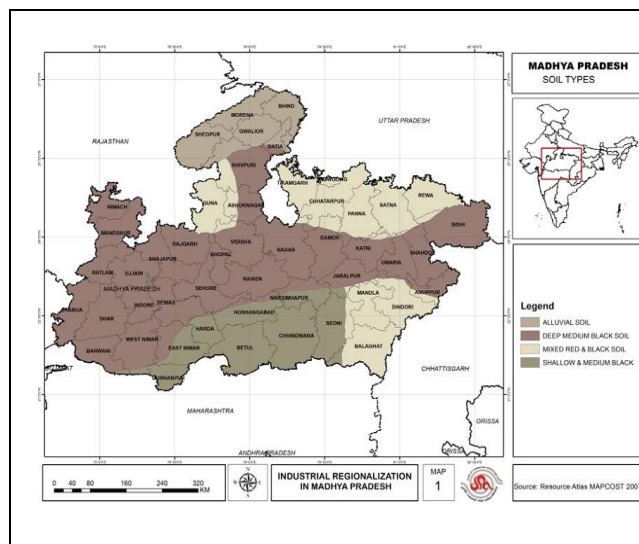 MADHYA PRADESH
SOIL TYPES
RAJASTHAN
UTTAR PRADESH
BHIND
MORENA
GWALIOR
SHEOPUR
DATIA
SHIVPURI
TIKAMGARH
GUNA
ASHOKNAGAR
CHHATARPUR
PANNA
SATNA
REWA
SIDHI
NIMACH
MANDSAUR
RAJGARH
VIDISHA
SAGAR
DAMOH
KATNI
SHAHDOL
UMARIA
RATLAM
UJJAIN
SHAJAPUR
BHOPAL
RAISEN
JABALPUR
MADHYA PRADESH
SEHORE
ANUPPUR
MANDLA
DINDORI
DHAR
INDORE
DEWAS
NARSIMHAPUR
HOSHANGABAD
SEONI
BARWANI
WEST NIMAR
EAST NIMAR
HARDA
BETUL
CHHINDWARA
BALAGHAT
BURHANPUR
MAHARASHTRA
CHHATTISGARH
ORISSA
ORISSA
ANDHRA PRADESH
Legend
ALLUVIAL SOIL
DEEP MEDIUM BLACK SOIL
MIXED RED & BLACK SOIL
SHALLOW & MEDIUM BLACK
0 40 80 160 240 320
KM
N
W E
S
INDUSTRIAL REGIONALIZATION
IN MADHYA PRADESH
MAP
1
Source: Resource Atlas MAPCOST 2007